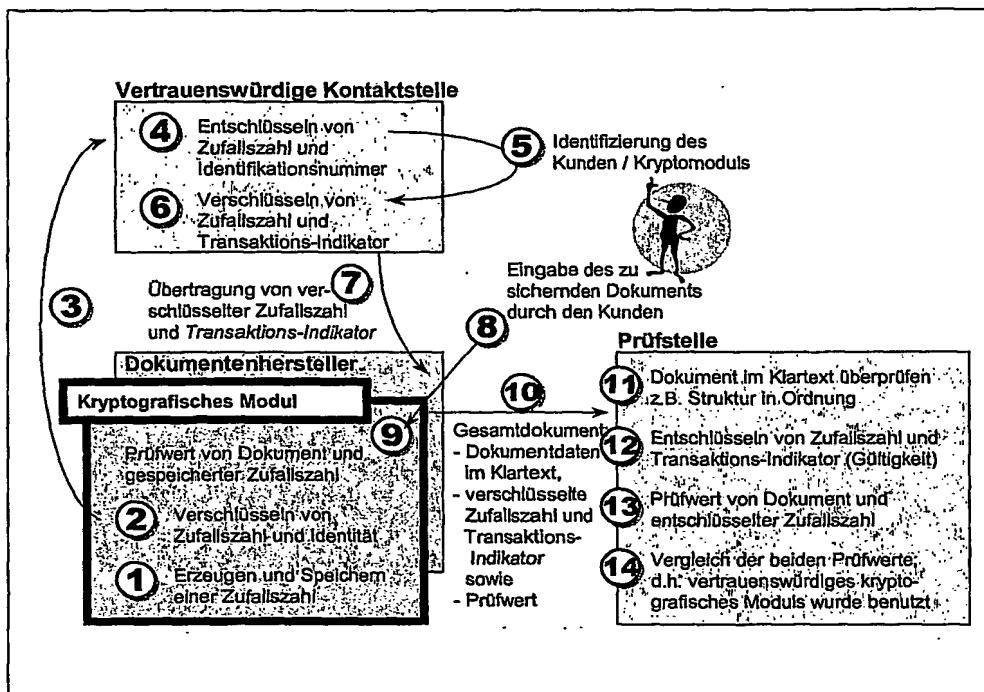 Vertrauenswürdige Kontaktstelle
4 Entschlüsseln von
Zufallszahl und
Identifikationsnummer
5 Identifizierung des
Kunden / Kryptomoduls
6 Verschlüsseln von
Zufallszahl und
Transaktions-Indikator
3
7 Übertragung von ver-
schlüsselter Zufallszahl
und Transaktions-Indikator
Eingabe des zu
sichernden Dokuments
durch den Kunden
8
Dokumentenhersteller
Kryptografisches Modul
9
Prüfwert von Dokument und
gespeicherter Zufallszahl
2 Verschlüsseln von
Zufallszahl und Identität
1 Erzeugen und Speichern
einer Zufallszahl
10
Gesamtdokument:
- Dokumentdaten
im Klartext,
- verschlüsselte
Zufallszahl und
Transaktions-
Indikator
sowie
- Prüfwert
Prüfstelle
11 Dokument im Klartext überprüfen
z.B. Struktur in Ordnung
12 Entschlüsseln von Zufallszahl und
Transaktions-Indikator (Gültigkeit)
13 Prüfwert von Dokument und
entschlüsselter Zufallszahl
14 Vergleich der beiden Prüfwerte,
d.h. vertrauenswürdiges krypto-
grafisches Moduls wurde benutzt